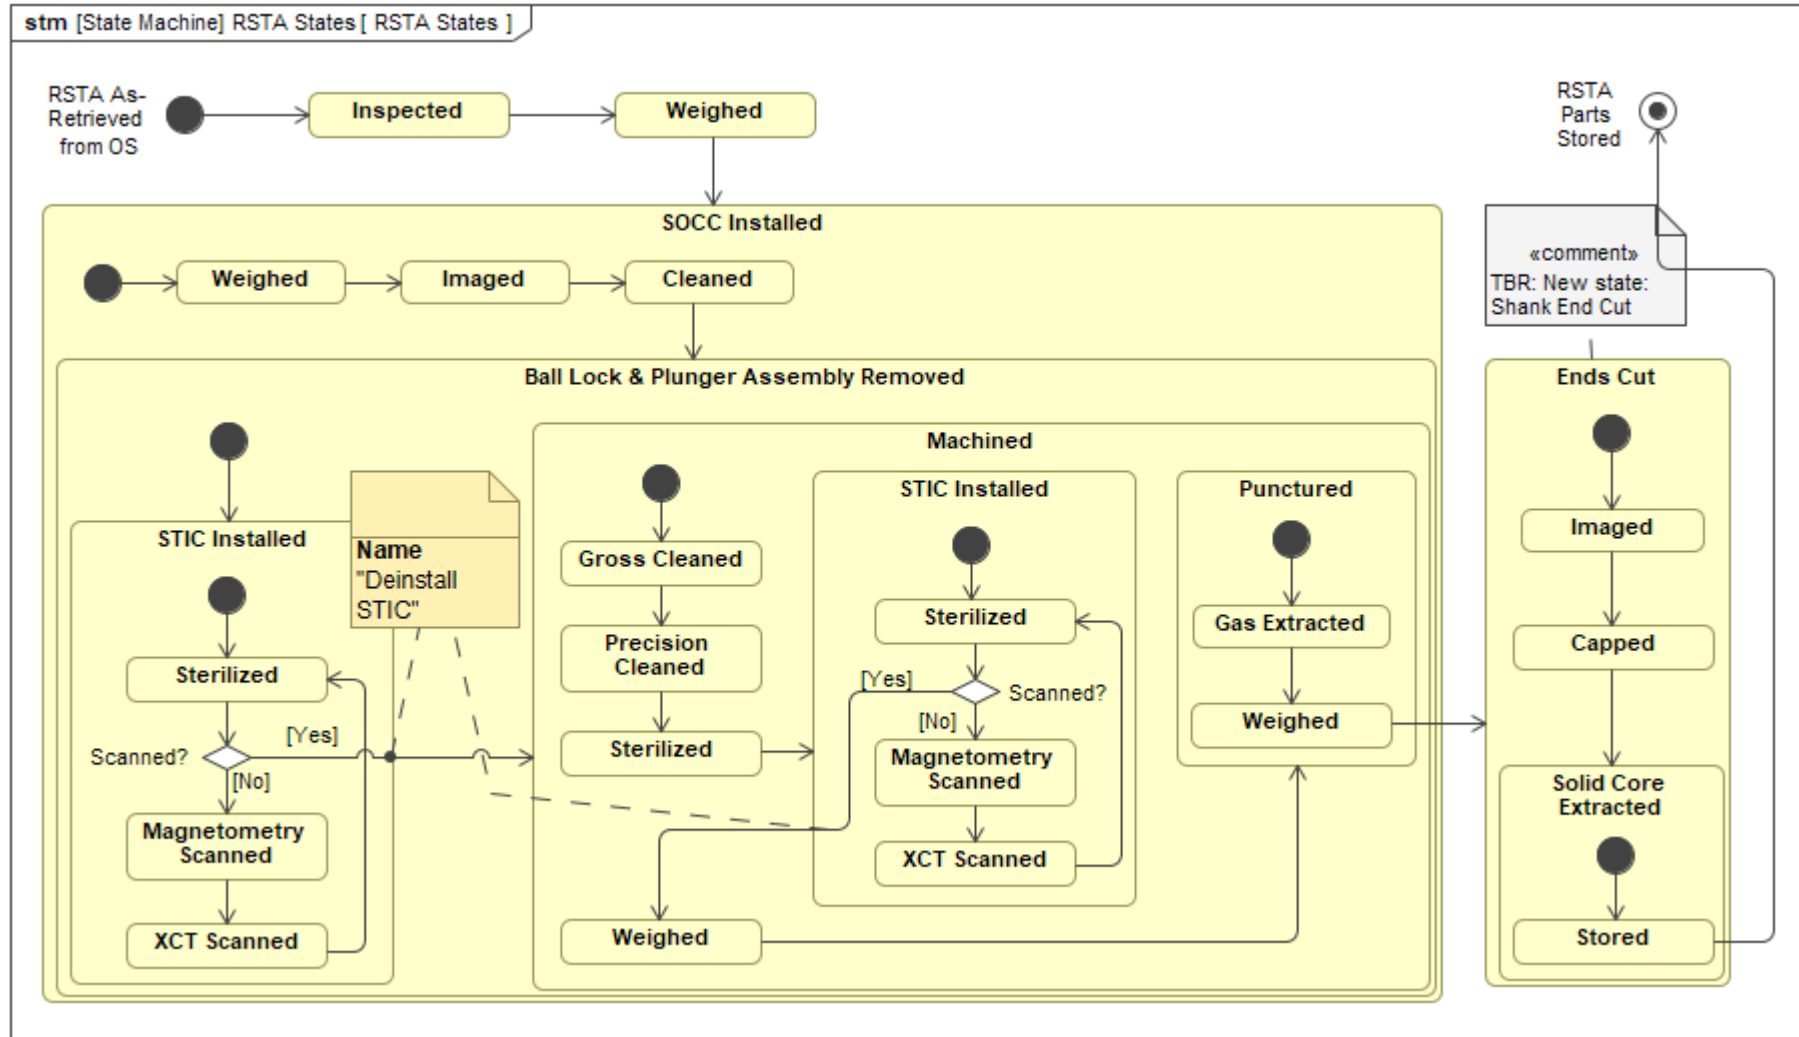 stm [State Machine] RSTA States [ RSTA States ]
RSTA As-
Retrieved
from OS
Inspected
Weighed
RSTA
Parts
Stored
SOCC Installed
Weighed
Imaged
Cleaned
«comment»
TBR: New state:
Shank End Cut
Ball Lock & Plunger Assembly Removed
STIC Installed
Sterilized
Scanned?
[Yes]
[No]
Magnetometry
Scanned
XCT Scanned
Name
"Deinstall
STIC"
Machined
Gross Cleaned
Precision
Cleaned
Sterilized
STIC Installed
Sterilized
[Yes]
Scanned?
[No]
Magnetometry
Scanned
XCT Scanned
Weighed
Punctured
Gas Extracted
Weighed
Ends Cut
Imaged
Capped
Solid Core
Extracted
Stored